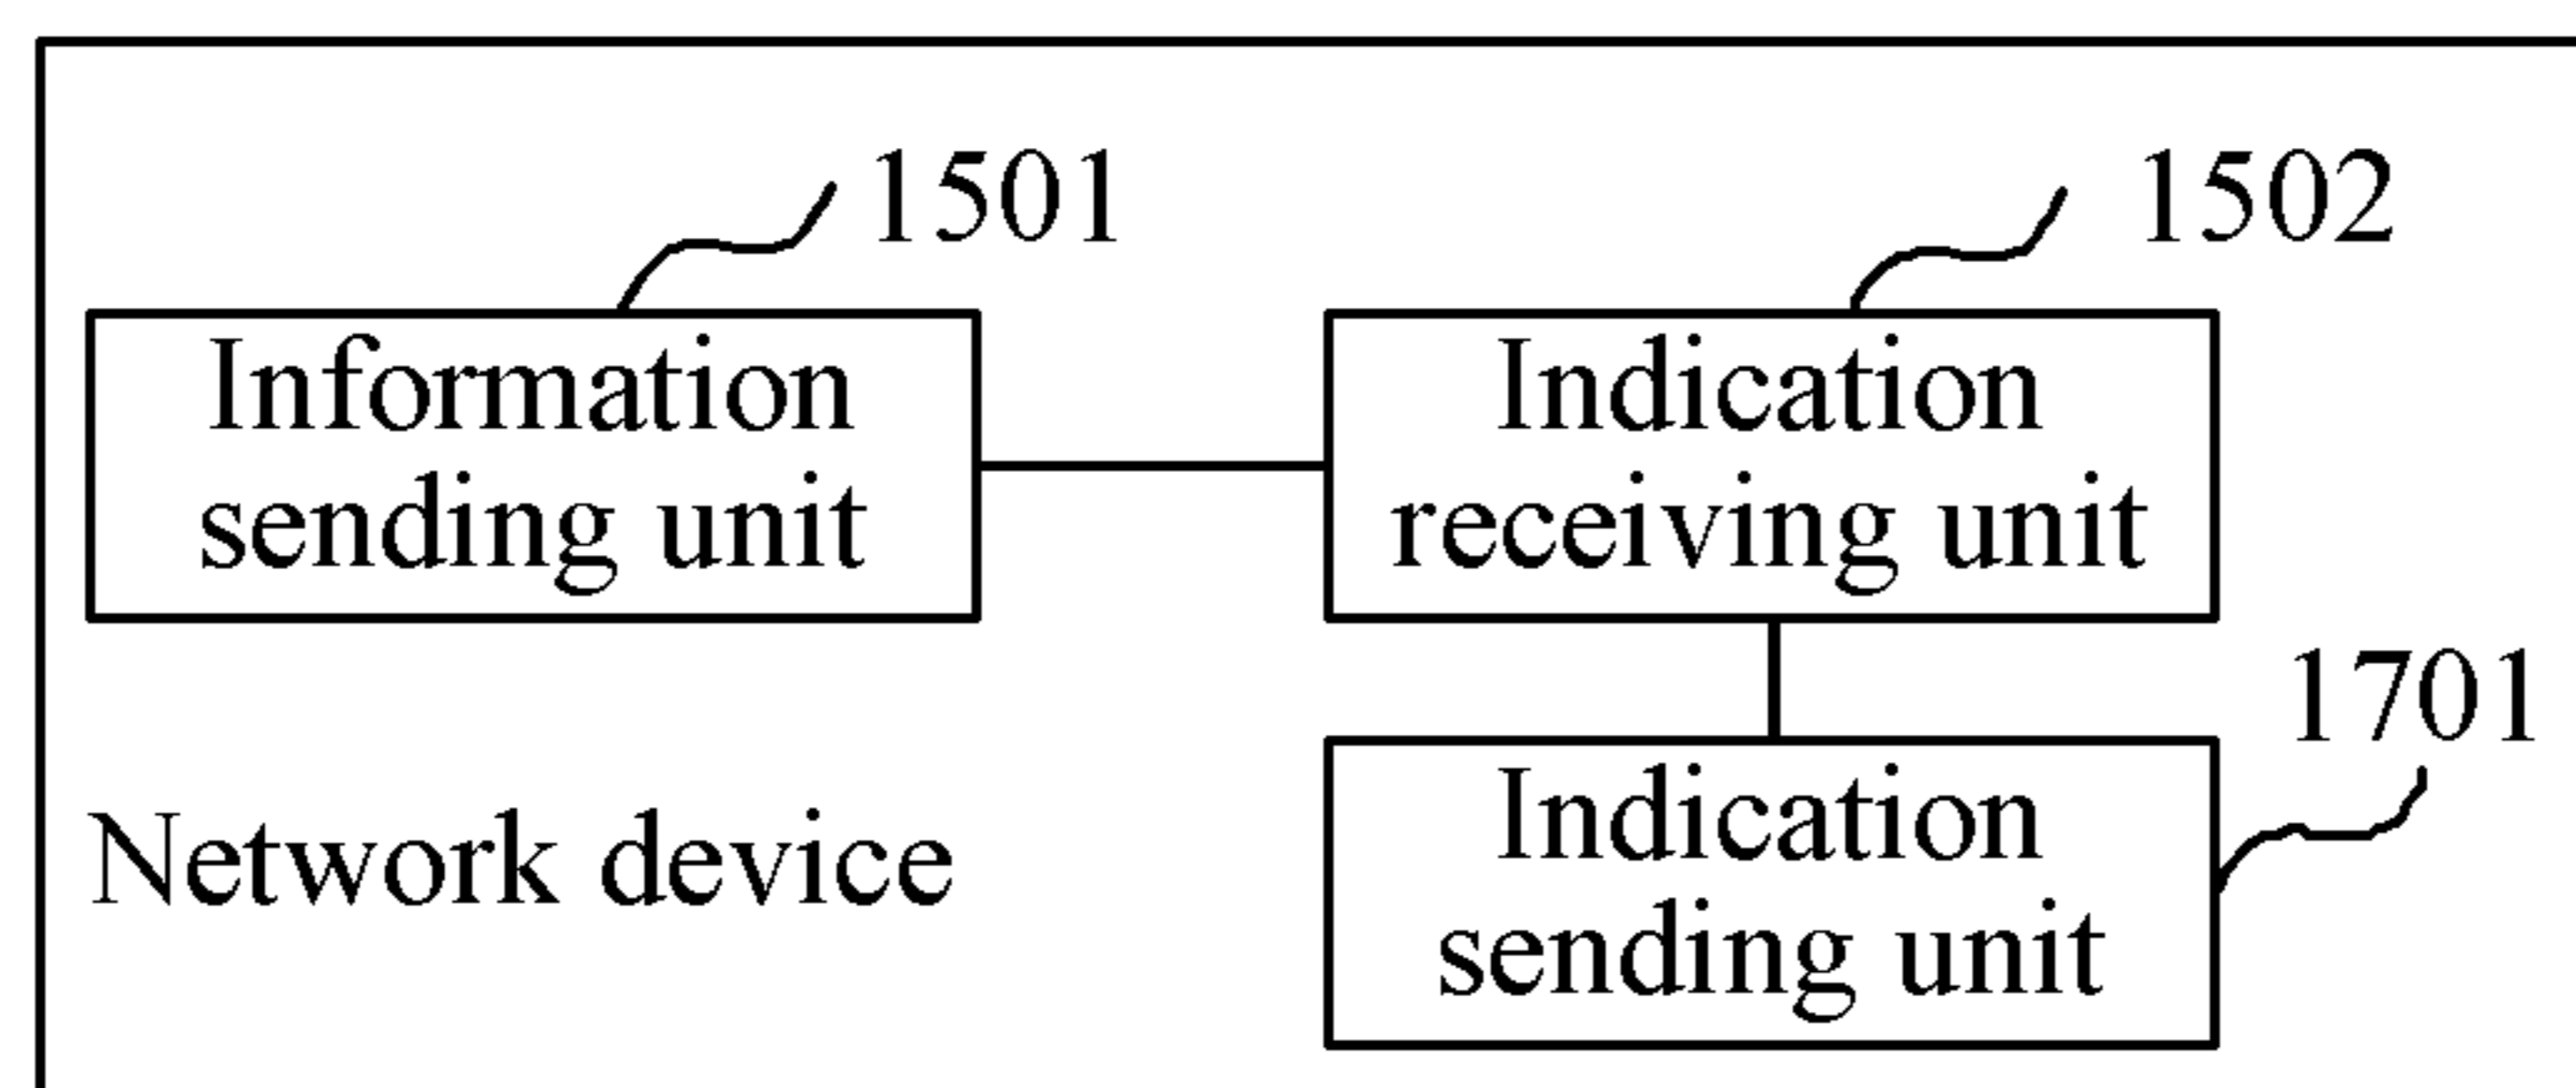 1501
1502
Information
sending unit
Indication
receiving unit
1701
Network device
Indication
sending unit